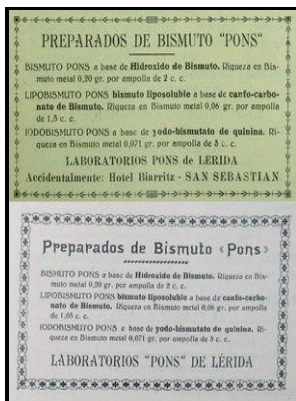 PREPARADOS DE BISMUTO "PONS"
BISMUTO PONS a base de Hidroxido de Bismuto. Riqueza en Bis-
muto metal 0,20 gr. por ampolla de 2 c. c.
LIPOBISMUTO PONS bismuto liposoluble a base de canfo-carbo-
nato de Bismuto. Riqueza en Bismuto metal 0,06 gr. por ampolla
de 1,5 c. c.
IODOBISMUTO PONS a base de yodo-bismutato de quinina. Ri-
queza en Bismuto metal 0,071 gr. por ampolla de 3 c. c.
LABORATORIOS PONS de LERIDA
Accidentalmente: Hotel Biarritz - SAN SEBASTIAN
Preparados de Bismuto «Pons»
BISMUTO PONS a base de Hidroxido de Bismuto. Riqueza en Bis-
muto metal 0,20 gr. por ampolla de 2 c. c.
LIPOBISMUTO PONS bismuto liposoluble a base de canfo-carbo-
nato de Bismuto. Riqueza en Bismuto metal 0,06 gr. por ampolla
de 1,05 c. c.
IODOBISMUTO PONS a base de yodo-bismutato de quinina. Ri-
queza en Bismuto metal 0,071 gr. por ampolla de 3 c. c.
LABORATORIOS "PONS" DE LÉRIDA